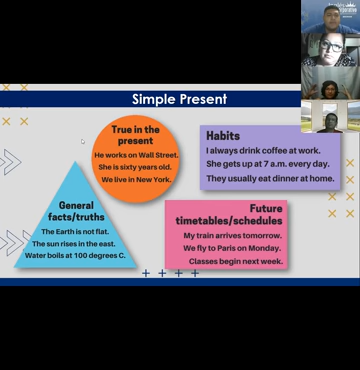 Simple Present
True in the
present
He works on Wall Street.
She is sixty years old.
We live in New York.
Habits
I always drink coffee at work.
She gets up at 7 a.m. every day.
They usually eat dinner at home.
General
facts/truths
The Earth is not flat.
The sun rises in the east.
Water boils at 100 degrees C.
Future
timetables/schedules
My train arrives tomorrow.
We fly to Paris on Monday.
Classes begin next week.